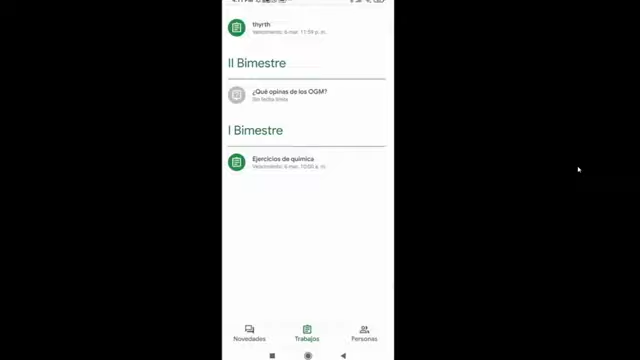 thyrth
Vencimiento: 6-mar. 11:59 p. m.
II Bimestre
¿Qué opinas de los OGM?
Sin fecha límite
I Bimestre
Ejercicios de química
Vencimiento: 6-mar. 10:00 p. m.
Novedades
Trabajos
Personas